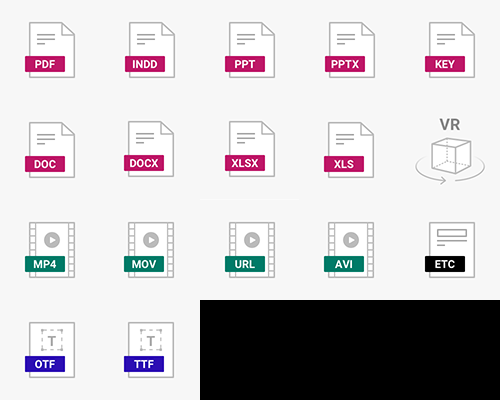 PDF
INDD
PPT
PPTX
KEY
DOC
DOCX
XLSX
XLS
VR
MP4
MOV
URL
AVI
ETC
T
OTF
T
TTF